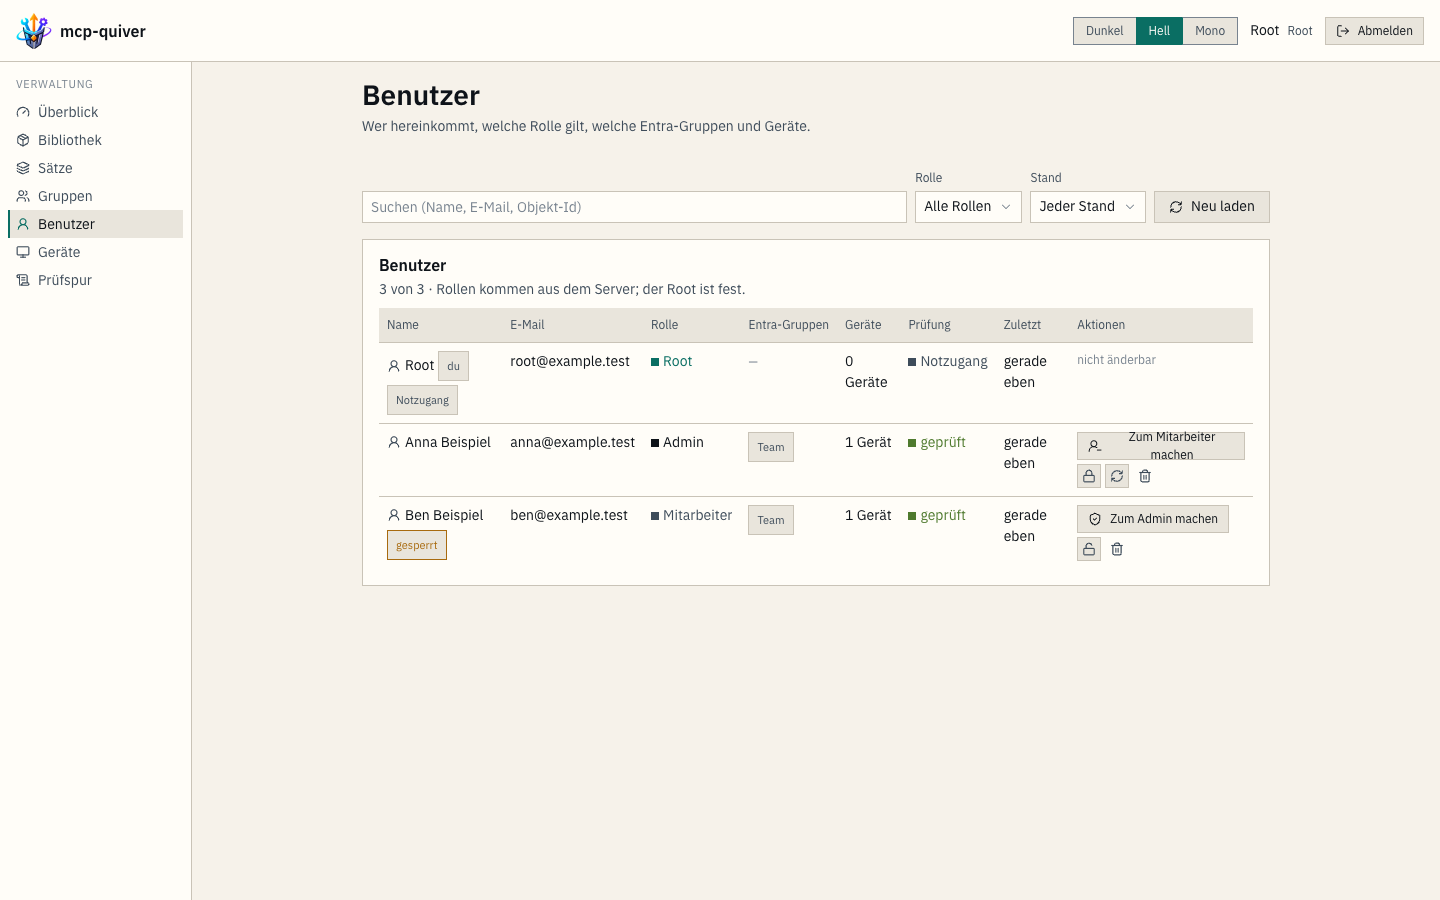 mcp-quiver
Dunkel Hell Mono Root Root Abmelden
VERWALTUNG
Überblick
Bibliothek
Sätze
Gruppen
Benutzer
Geräte
Prüfspur
Benutzer
Wer hereinkommt, welche Rolle gilt, welche Entra-Gruppen und Geräte.
Rolle Stand
Suchen (Name, E-Mail, Objekt-Id) Alle Rollen Jeder Stand Neu laden
Benutzer
3 von 3 · Rollen kommen aus dem Server; der Root ist fest.
Name E-Mail Rolle Entra-Gruppen Geräte Prüfung Zuletzt Aktionen
Root du root@example.test Root — 0 Notzugang gerade nicht änderbar
Geräte eben
Notzugang
Anna Beispiel anna@example.test Admin Team 1 Gerät geprüft gerade Zum Mitarbeiter
eben machen
Ben Beispiel ben@example.test Mitarbeiter Team 1 Gerät geprüft gerade Zum Admin machen
gesperrt eben